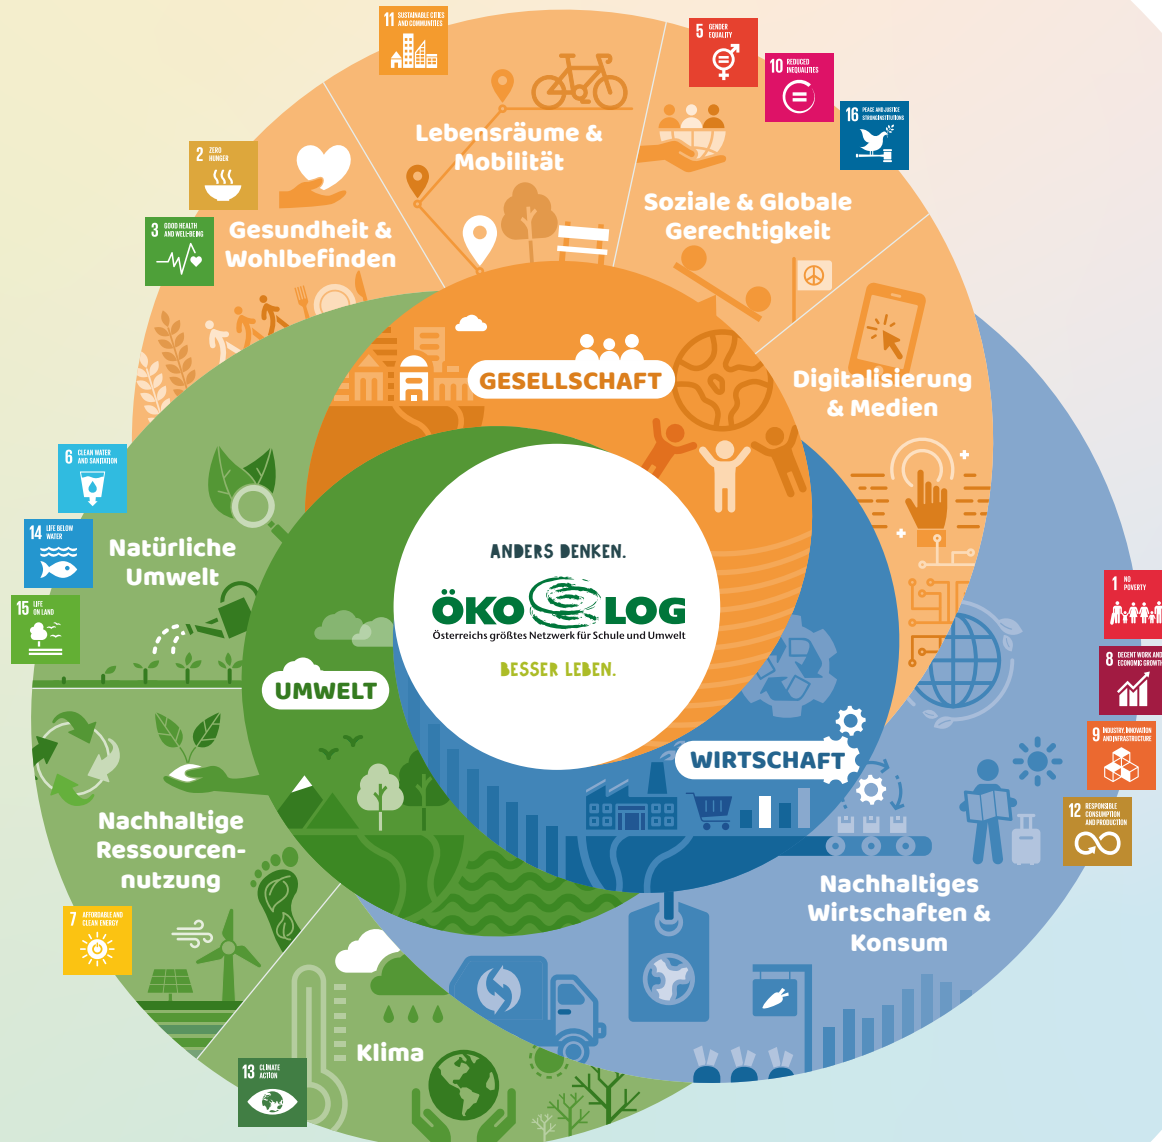 11 SUSTAINABLE CITIES
AND COMMUNITIES
5 GENDER
EQUALITY
10 REDUCED
INEQUALITIES
16 PEACE AND JUSTICE
STRONG INSTITUTIONS
2 ZERO
HUNGER
3 GOOD HEALTH
AND WELL-BEING
Lebensräume &
Mobilität
Soziale & Globale
Gerechtigkeit
Gesundheit &
Wohlbefinden
GESELLSCHAFT
Digitalisierung
& Medien
6 CLEAN WATER
AND SANITATION
14 LIFE BELOW
WATER
15 LIFE
ON LAND
Natürliche
Umwelt
ANDERS DENKEN.
ÖKO LOG
Österreichs größtes Netzwerk für Schule und Umwelt
BESSER LEBEN.
UMWELT
WIRTSCHAFT
1 NO
POVERTY
8 DECENT WORK AND
ECONOMIC GROWTH
9 INDUSTRY, INNOVATION
AND INFRASTRUCTURE
12 RESPONSIBLE
CONSUMPTION
AND PRODUCTION
Nachhaltige
Ressourcen-
nutzung
Nachhaltiges
Wirtschaften &
Konsum
7 AFFORDABLE AND
CLEAN ENERGY
Klima
13 CLIMATE
ACTION